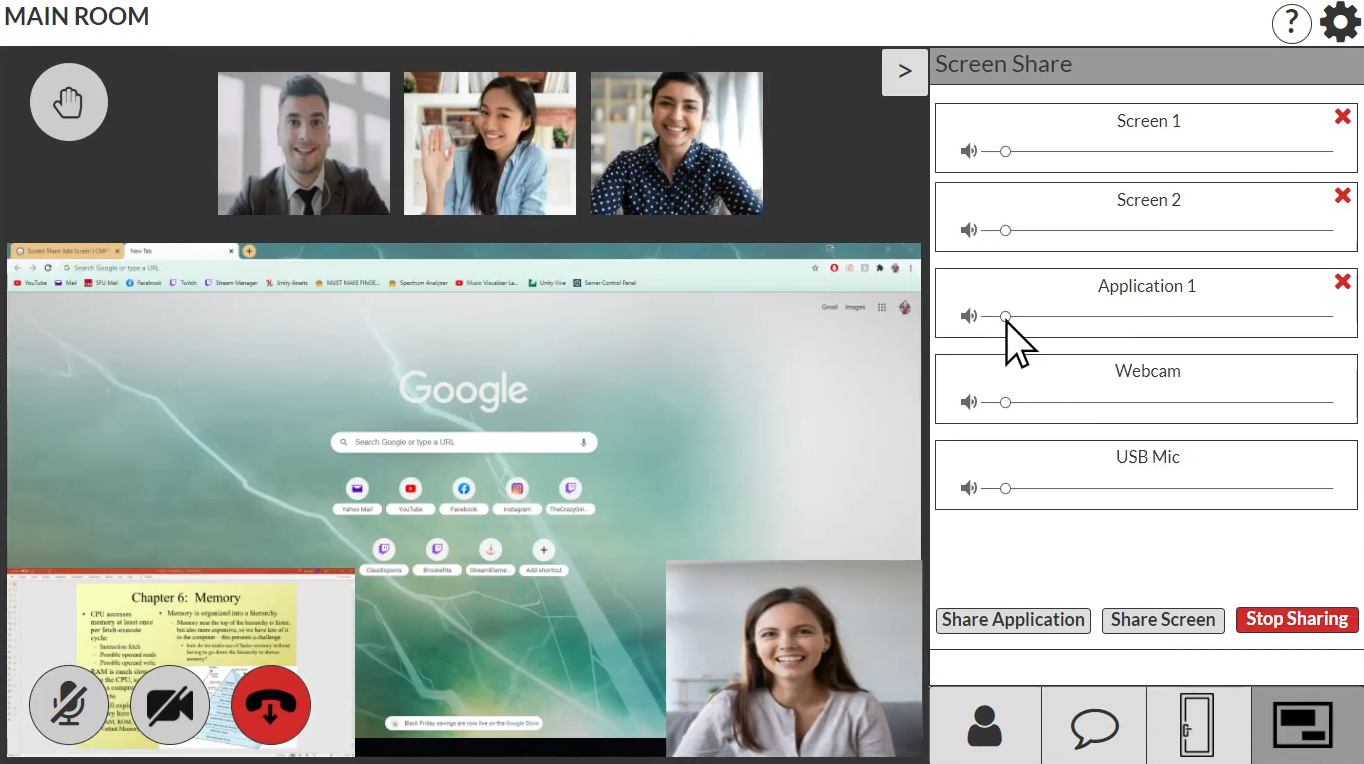 MAIN ROOM
?
>
Screen Share
Screen 1
Screen 2
Application 1
Webcam
USB Mic
Share Application
Share Screen
Stop Sharing
Screen Share Add Screen | CMP
New Tab
Search Google or type a URL
YouTube
Mail
SFU Mail
Facebook
Twitch
Stream Manager
Unity Assets
MUST MAKE FINGE...
Spectrum Analyzer
Music Visualizer La...
Unity Vive
Server Control Panel
Gmail
Images
Google
Search Google or type a URL
Yahoo Mail
YouTube
Facebook
Instagram
TheCrazyGin...
Claudiopens
Brookehta
StreamEleme...
Add shortcut
Black Friday savings are now live on the Google Store
Chapter 6: Memory
• CPU accesses
memory at least once
per fetch-execute
cycle:
– Instruction fetch
– Possible operand reads
– Possible operand write
RAM is much
the CPU,
• Memory is organized into a hierarchy
– Memory near the top of the hierarchy is faster,
but also more expensive, so we have less of it
in the computer – this presents a challenge
• how do we make use of faster memory without
having to go down the hierarchy to slower
memory?